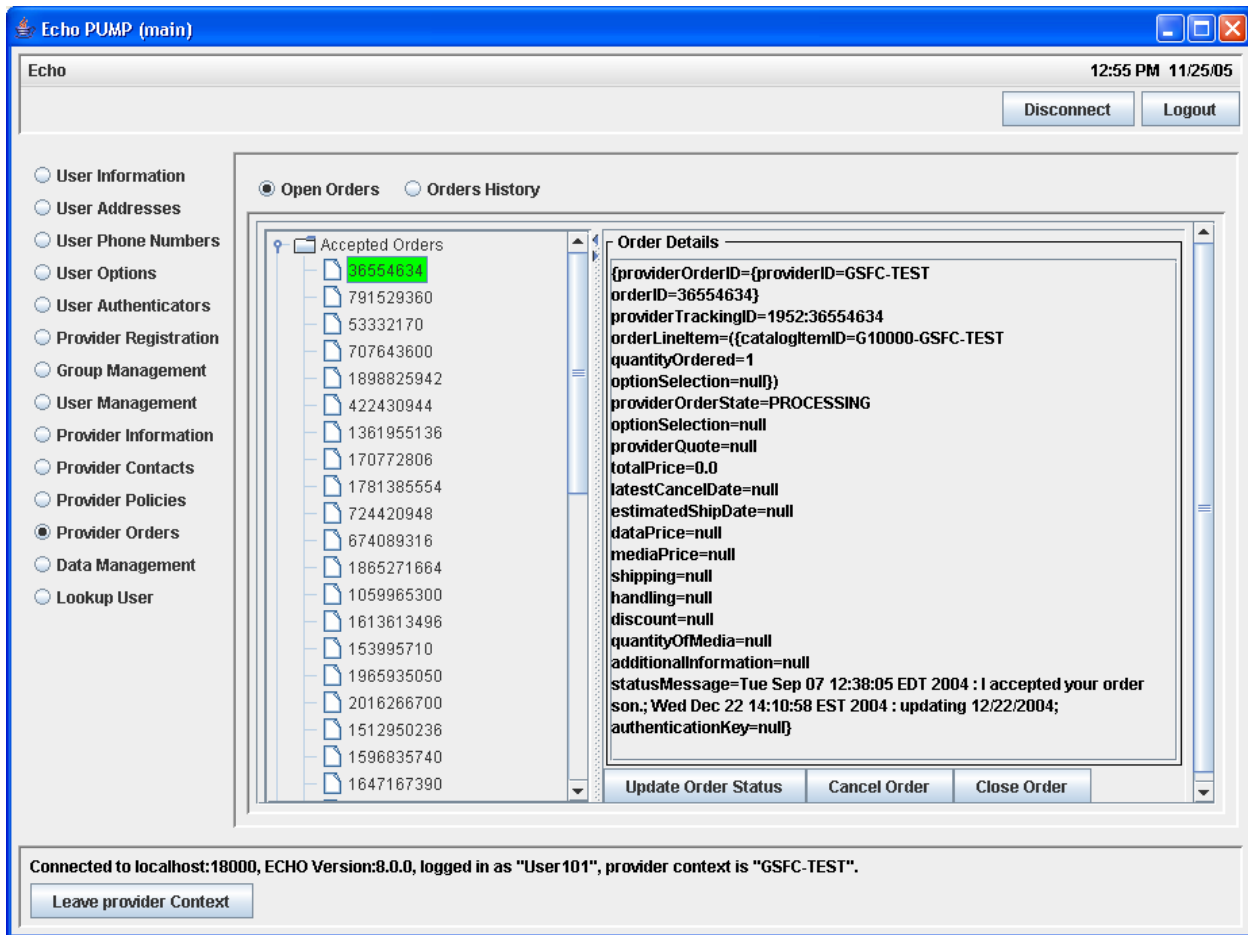 Echo PUMP (main)
Echo
12:55 PM 11/25/05
Disconnect
Logout
User Information
User Addresses
User Phone Numbers
User Options
User Authenticators
Provider Registration
Group Management
User Management
Provider Information
Provider Contacts
Provider Policies
Provider Orders
Data Management
Lookup User
Open Orders
Orders History
Accepted Orders
36554634
791529360
53332170
707643600
1898825942
422430944
1361955136
170772806
1781385554
724420948
674089316
1865271664
1059965300
1613613496
153995710
1965935050
2016266700
1512950236
1596835740
1647167390
Order Details
{providerOrderID={providerID=GSFC-TEST
orderID=36554634}
providerTrackingID=1952:36554634
orderLineItem=({catalogItemID=G10000-GSFC-TEST
quantityOrdered=1
optionSelection=null})
providerOrderState=PROCESSING
optionSelection=null
providerQuote=null
totalPrice=0.0
latestCancelDate=null
estimatedShipDate=null
dataPrice=null
mediaPrice=null
shipping=null
handling=null
discount=null
quantityOfMedia=null
additionalInformation=null
statusMessage=Tue Sep 07 12:38:05 EDT 2004 : I accepted your order
son.; Wed Dec 22 14:10:58 EST 2004 : updating 12/22/2004;
authenticationKey=null}
Update Order Status
Cancel Order
Close Order
Connected to localhost:18000, ECHO Version:8.0.0, logged in as "User101", provider context is "GSFC-TEST".
Leave provider Context